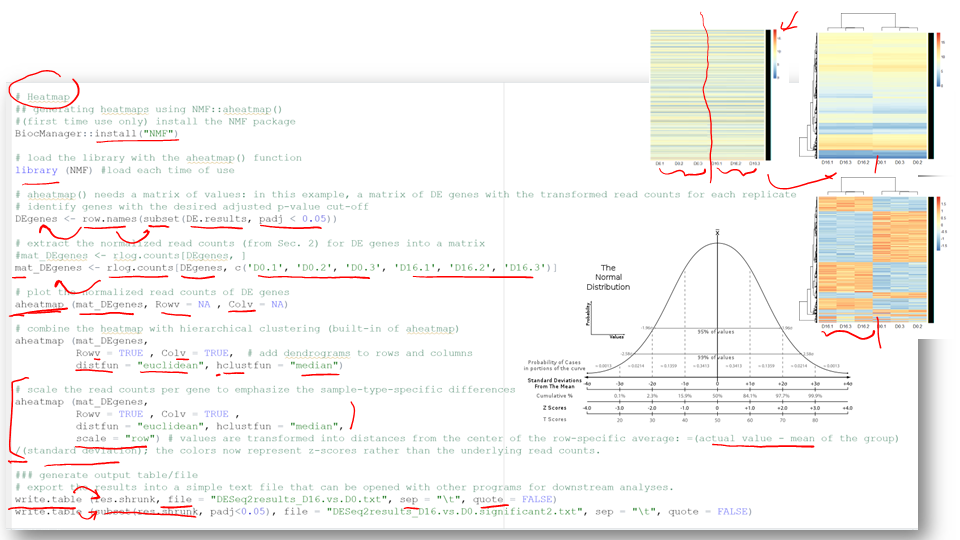 # Heatmap
## generating heatmaps using NMF::aheatmap()
#(first time use only) install the NMF package
BiocManager::install("NMF")
# load the library with the aheatmap() function
library (NMF) #load each time of use
# aheatmap() needs a matrix of values: in this example, a matrix of DE genes with the transformed read counts for each replicate
# identify genes with the desired adjusted p-value cut-off
DEgenes <- row.names(subset(DE.results, padj < 0.05))
# extract the normalized read counts (from Sec. 2) for DE genes into a matrix
#mat_DEgenes <- rlog.counts[DEgenes, ]
mat_DEgenes <- rlog.counts[DEgenes, c('D0.1', 'D0.2', 'D0.3', 'D16.1', 'D16.2', 'D16.3')]
# plot the normalized read counts of DE genes
aheatmap (mat_DEgenes, Rowv = NA , Colv = NA)
# combine the heatmap with hierarchical clustering (built-in of aheatmap)
aheatmap (mat_DEgenes,
Rowv = TRUE , Colv = TRUE, # add dendrograms to rows and columns
distfun = "euclidean", hclustfun = "median")
# scale the read counts per gene to emphasize the sample-type-specific differences
aheatmap (mat_DEgenes,
Rowv = TRUE , Colv = TRUE ,
distfun = "euclidean", hclustfun = "median",
scale = "row") # values are transformed into distances from the center of the row-specific average: =(actual value - mean of the group)
/(standard deviation); the colors now represent z-scores rather than the underlying read counts.
### generate output table/file
# export the results into a simple text file that can be opened with other programs for downstream analyses.
write.table (res.shrunk, file = "DESeq2results_D16.vs.D0.txt", sep = "\t", quote = FALSE)
write.table (subset(res.shrunk, padj<0.05), file = "DESeq2results_D16.vs.D0.significant2.txt", sep = "\t", quote = FALSE)
D0.1 D0.2 D0.3 D16.1 D16.2 D16.3
D16.1 D16.3 D16.2 D0.1 D0.3 D0.2
D16.1 D16.3 D16.2 D0.1 D0.3 D0.2
The
Normal
Distribution
Probability
Values
95% of values
99% of values
Probability of Cases
in portions of the curve
Standard Deviations
From The Mean
-4σ -3σ -2σ -1σ 0 +1σ +2σ +3σ +4σ
Cumulative % 0.1% 2.3% 15.9% 50% 84.1% 97.7% 99.9%
Z Scores -4.0 -3.0 -2.0 -1.0 0 +1.0 +2.0 +3.0 +4.0
T Scores 20 30 40 50 60 70 80